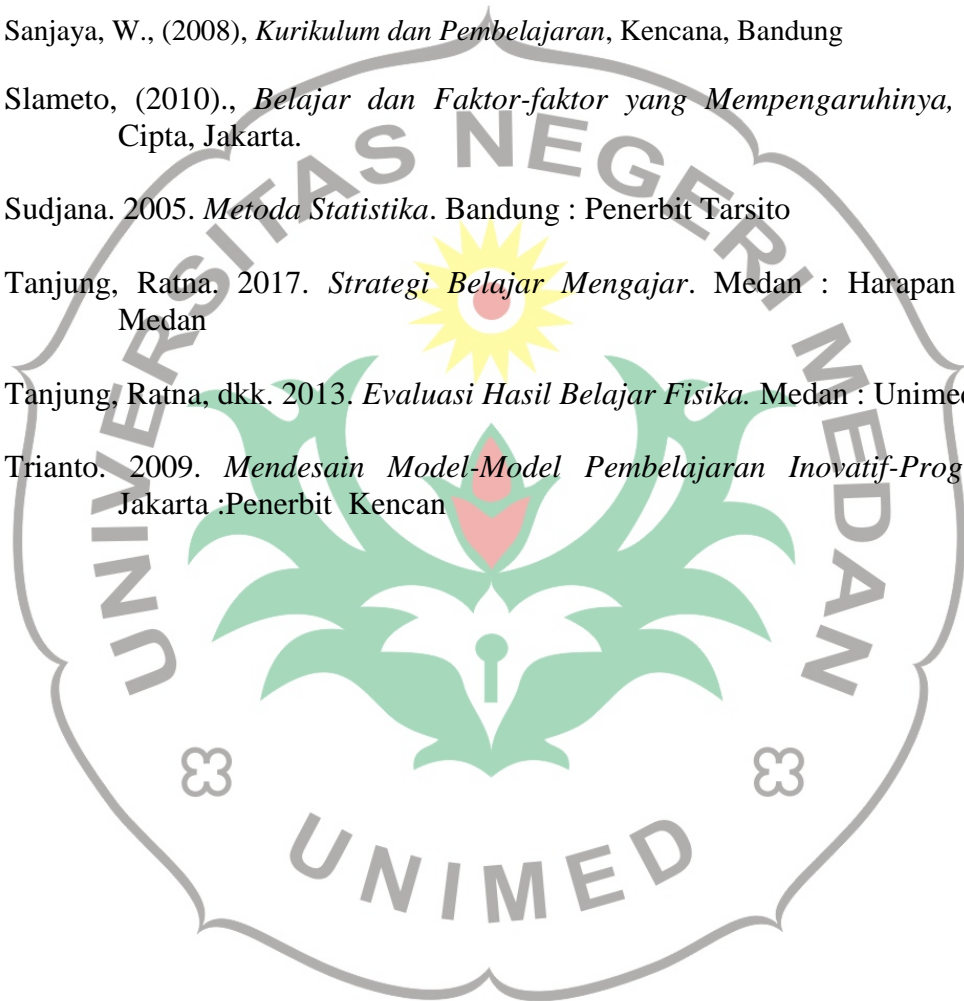 Sanjaya, W., (2008), Kurikulum dan Pembelajaran, Kencana, Bandung
Slameto, (2010)., Belajar dan Faktor-faktor yang Mempengaruhinya,
Cipta, Jakarta.
Sudjana. 2005. Metoda Statistika. Bandung : Penerbit Tarsito
Tanjung, Ratna. 2017. Strategi Belajar Mengajar. Medan : Harapan
Medan
Tanjung, Ratna, dkk. 2013. Evaluasi Hasil Belajar Fisika. Medan : Unimed
Trianto. 2009. Mendesain Model-Model Pembelajaran Inovatif-Prog
Jakarta :Penerbit Kencan
UNIVERSITAS NEGERI MEDAN
UNIMED